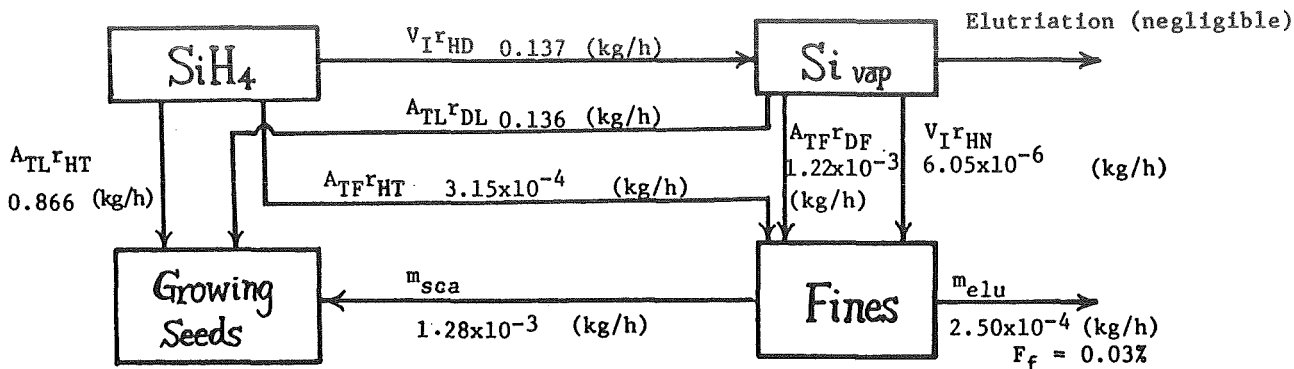 Elutriation (negligible)
V_I r_HD 0.137 (kg/h)
SiH₄
Si vap
A_TL r_DL 0.136 (kg/h)
A_TL r_HT
0.866 (kg/h)
A_TF r_DF
1.22x10⁻³
(kg/h)
V_I r_HN
6.05x10⁻⁶ (kg/h)
A_TF r_HT 3.15x10⁻⁴ (kg/h)
Growing
Seeds
m_sca
1.28x10⁻³ (kg/h)
Fines
m_elu
2.50x10⁻⁴ (kg/h)
F_f = 0.03%